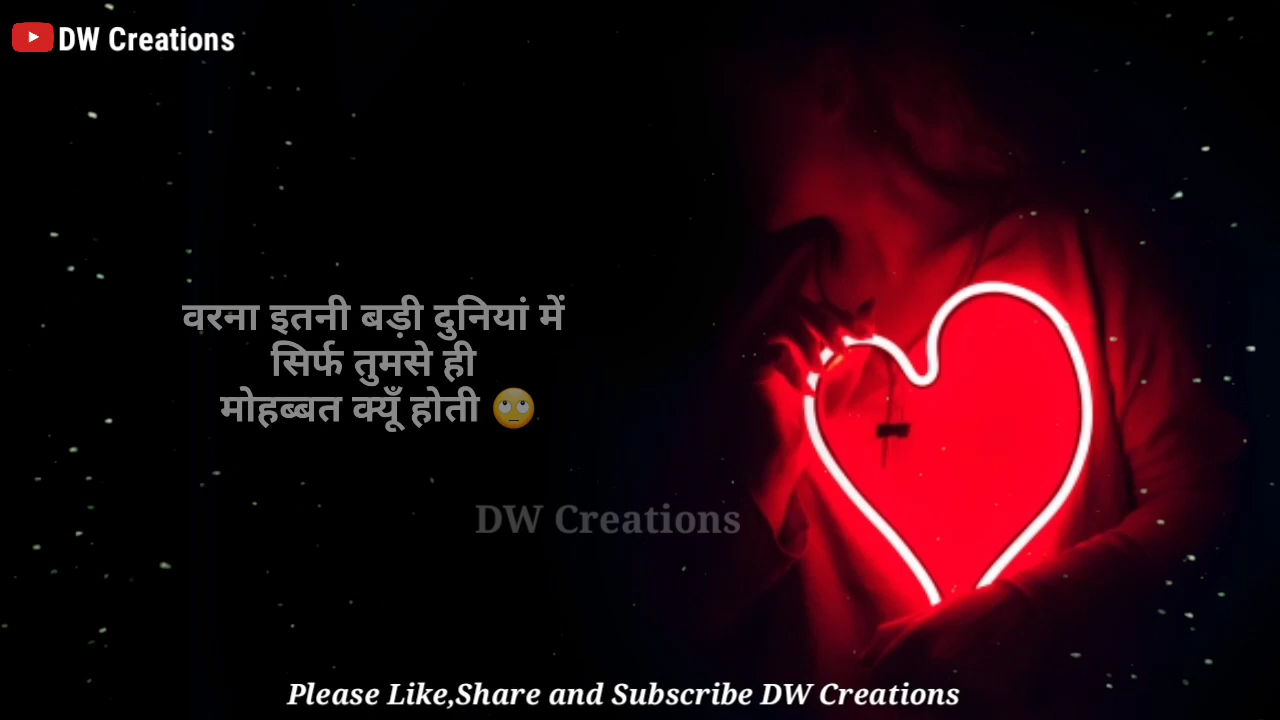 DW Creations
वरना इतनी बड़ी दुनियां में
सिर्फ तुमसे ही
मोहब्बत क्यूँ होती 🙄
DW Creations
Please Like,Share and Subscribe DW Creations